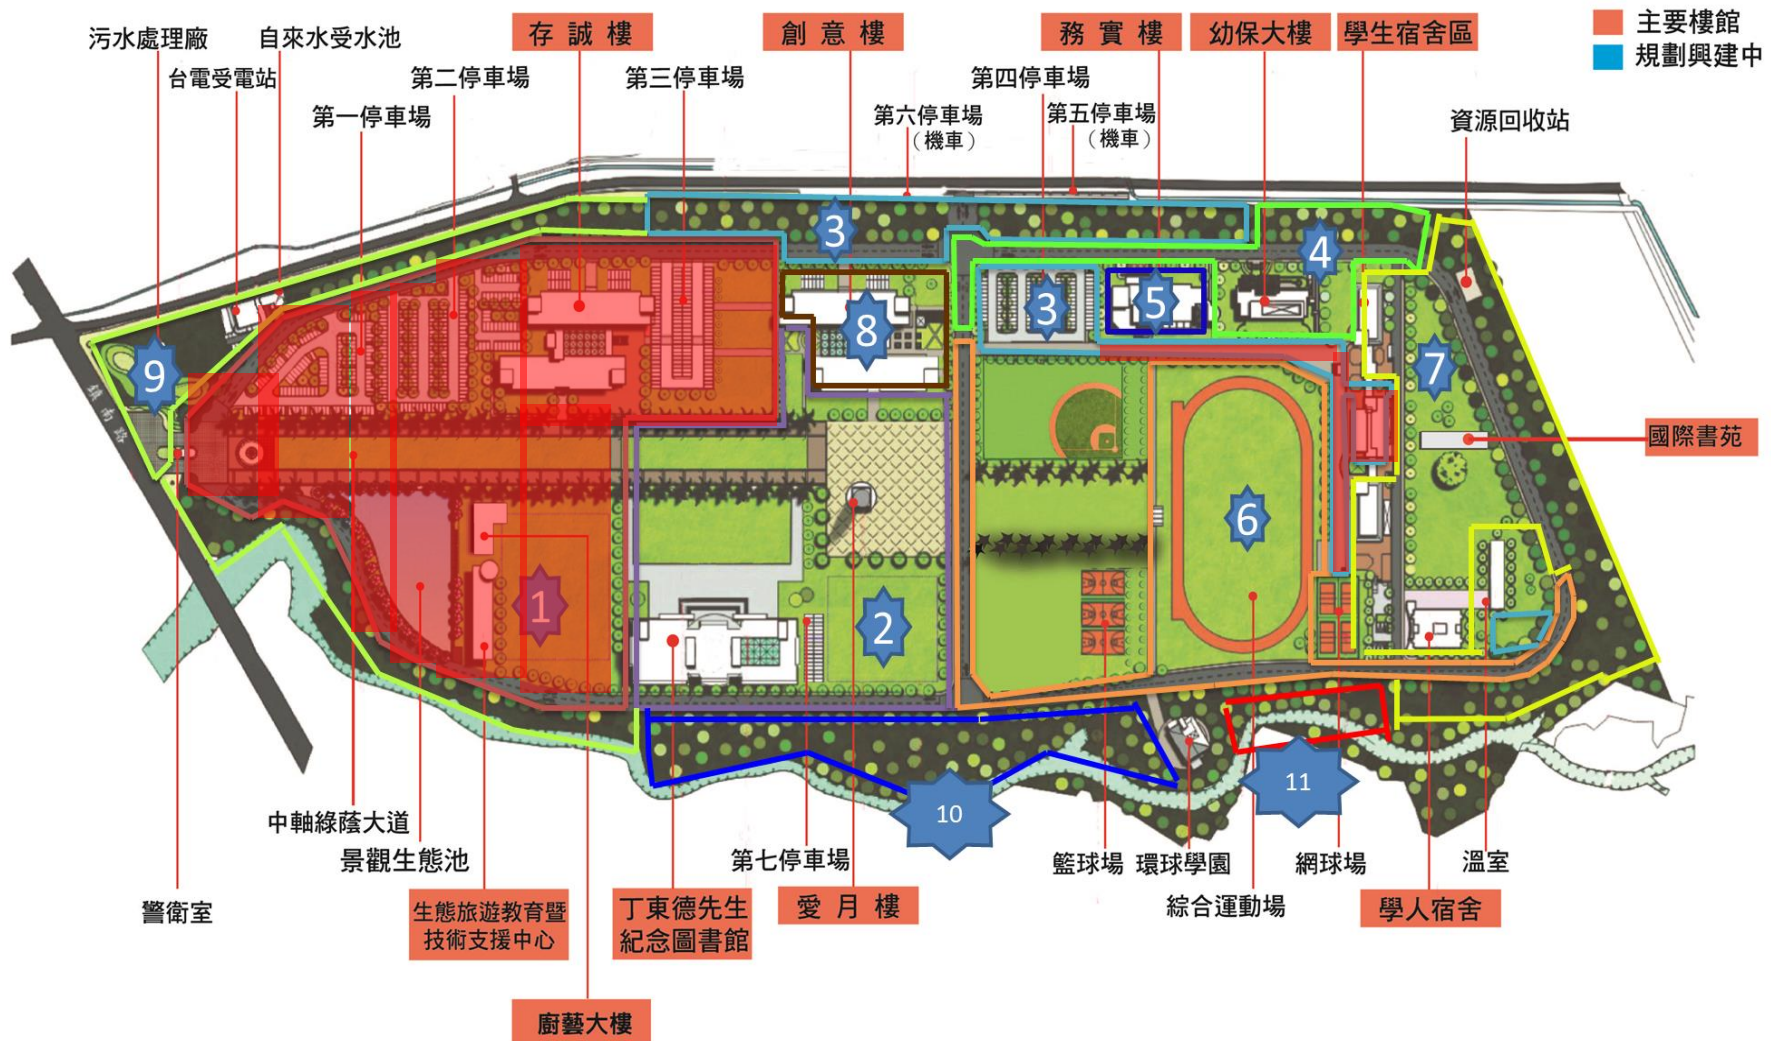 主要樓館
規劃興建中
污水處理廠
自來水受水池
存誠樓
創意樓
務實樓
幼保大樓
學生宿舍區
台電受電站
第二停車場
第三停車場
第四停車場
第一停車場
第六停車場
（機車）
第五停車場
（機車）
資源回收站
3
4
3
5
8
9
7
鎮南路
國際書苑
6
1
2
10
11
中軸綠蔭大道
景觀生態池
第七停車場
籃球場
環球學園
網球場
溫室
警衛室
生態旅遊教育暨
技術支援中心
丁東德先生
紀念圖書館
愛月樓
綜合運動場
學人宿舍
廚藝大樓